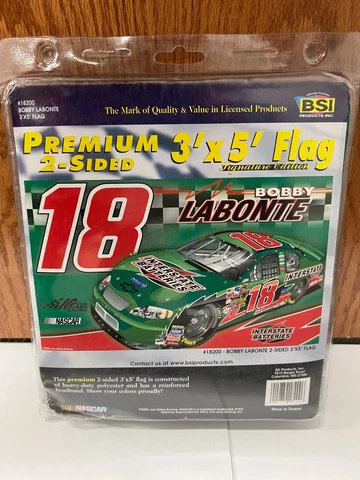 #18200
BOBBY LABONTE
3'X5' FLAG
The Mark of Quality & Value in Licensed Products
BSI
PRODUCTS, INC.
PREMIUM
2-SIDED
3'x5' Flag
Signature Edition
18
BOBBY
LABONTE
18
INTERSTATE
BATTERIES
18
INTERSTATE
INTERSTATE
BATTERIES
NASCAR
#18200 - BOBBY LABONTE 2-SIDED 3'X5' FLAG
Contact us at www.bsiproducts.com
This premium 2-sided 3'x5' flag is constructed
of heavy-duty polyester and has a reinforced
headband. Show your colors proudly!
BSI Products, Inc.
Columbia, MD 21046
Made in Taiwan
NASCAR